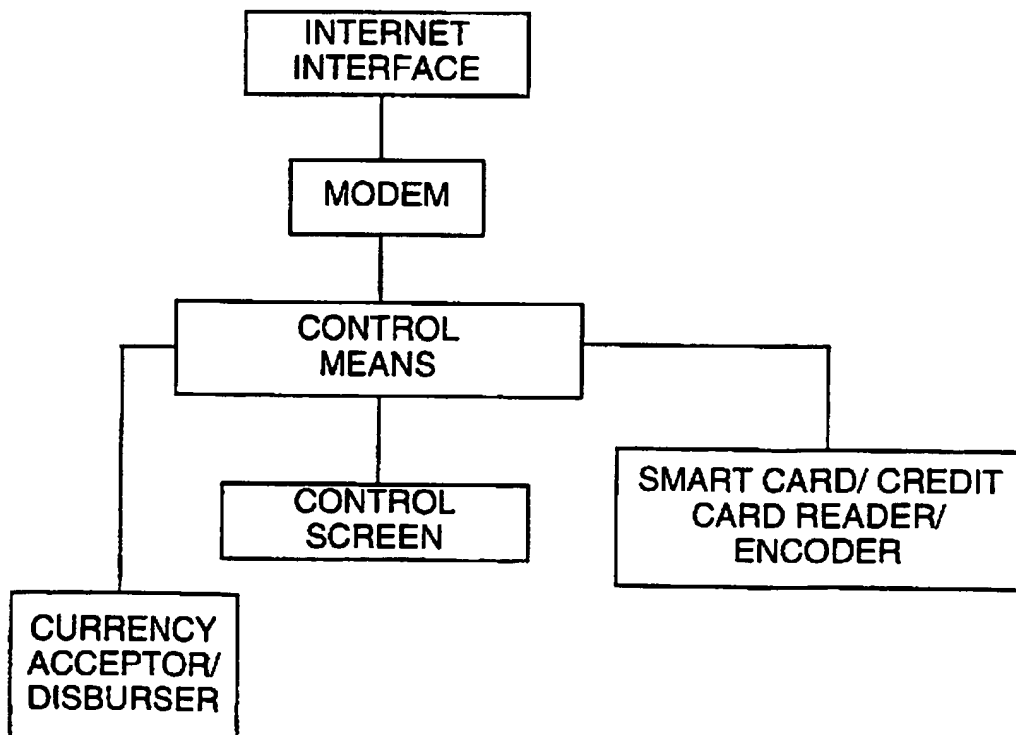 INTERNET
INTERFACE
MODEM
CONTROL
MEANS
CONTROL
SCREEN
SMART CARD/ CREDIT
CARD READER/
ENCODER
CURRENCY
ACCEPTOR/
DISBURSER